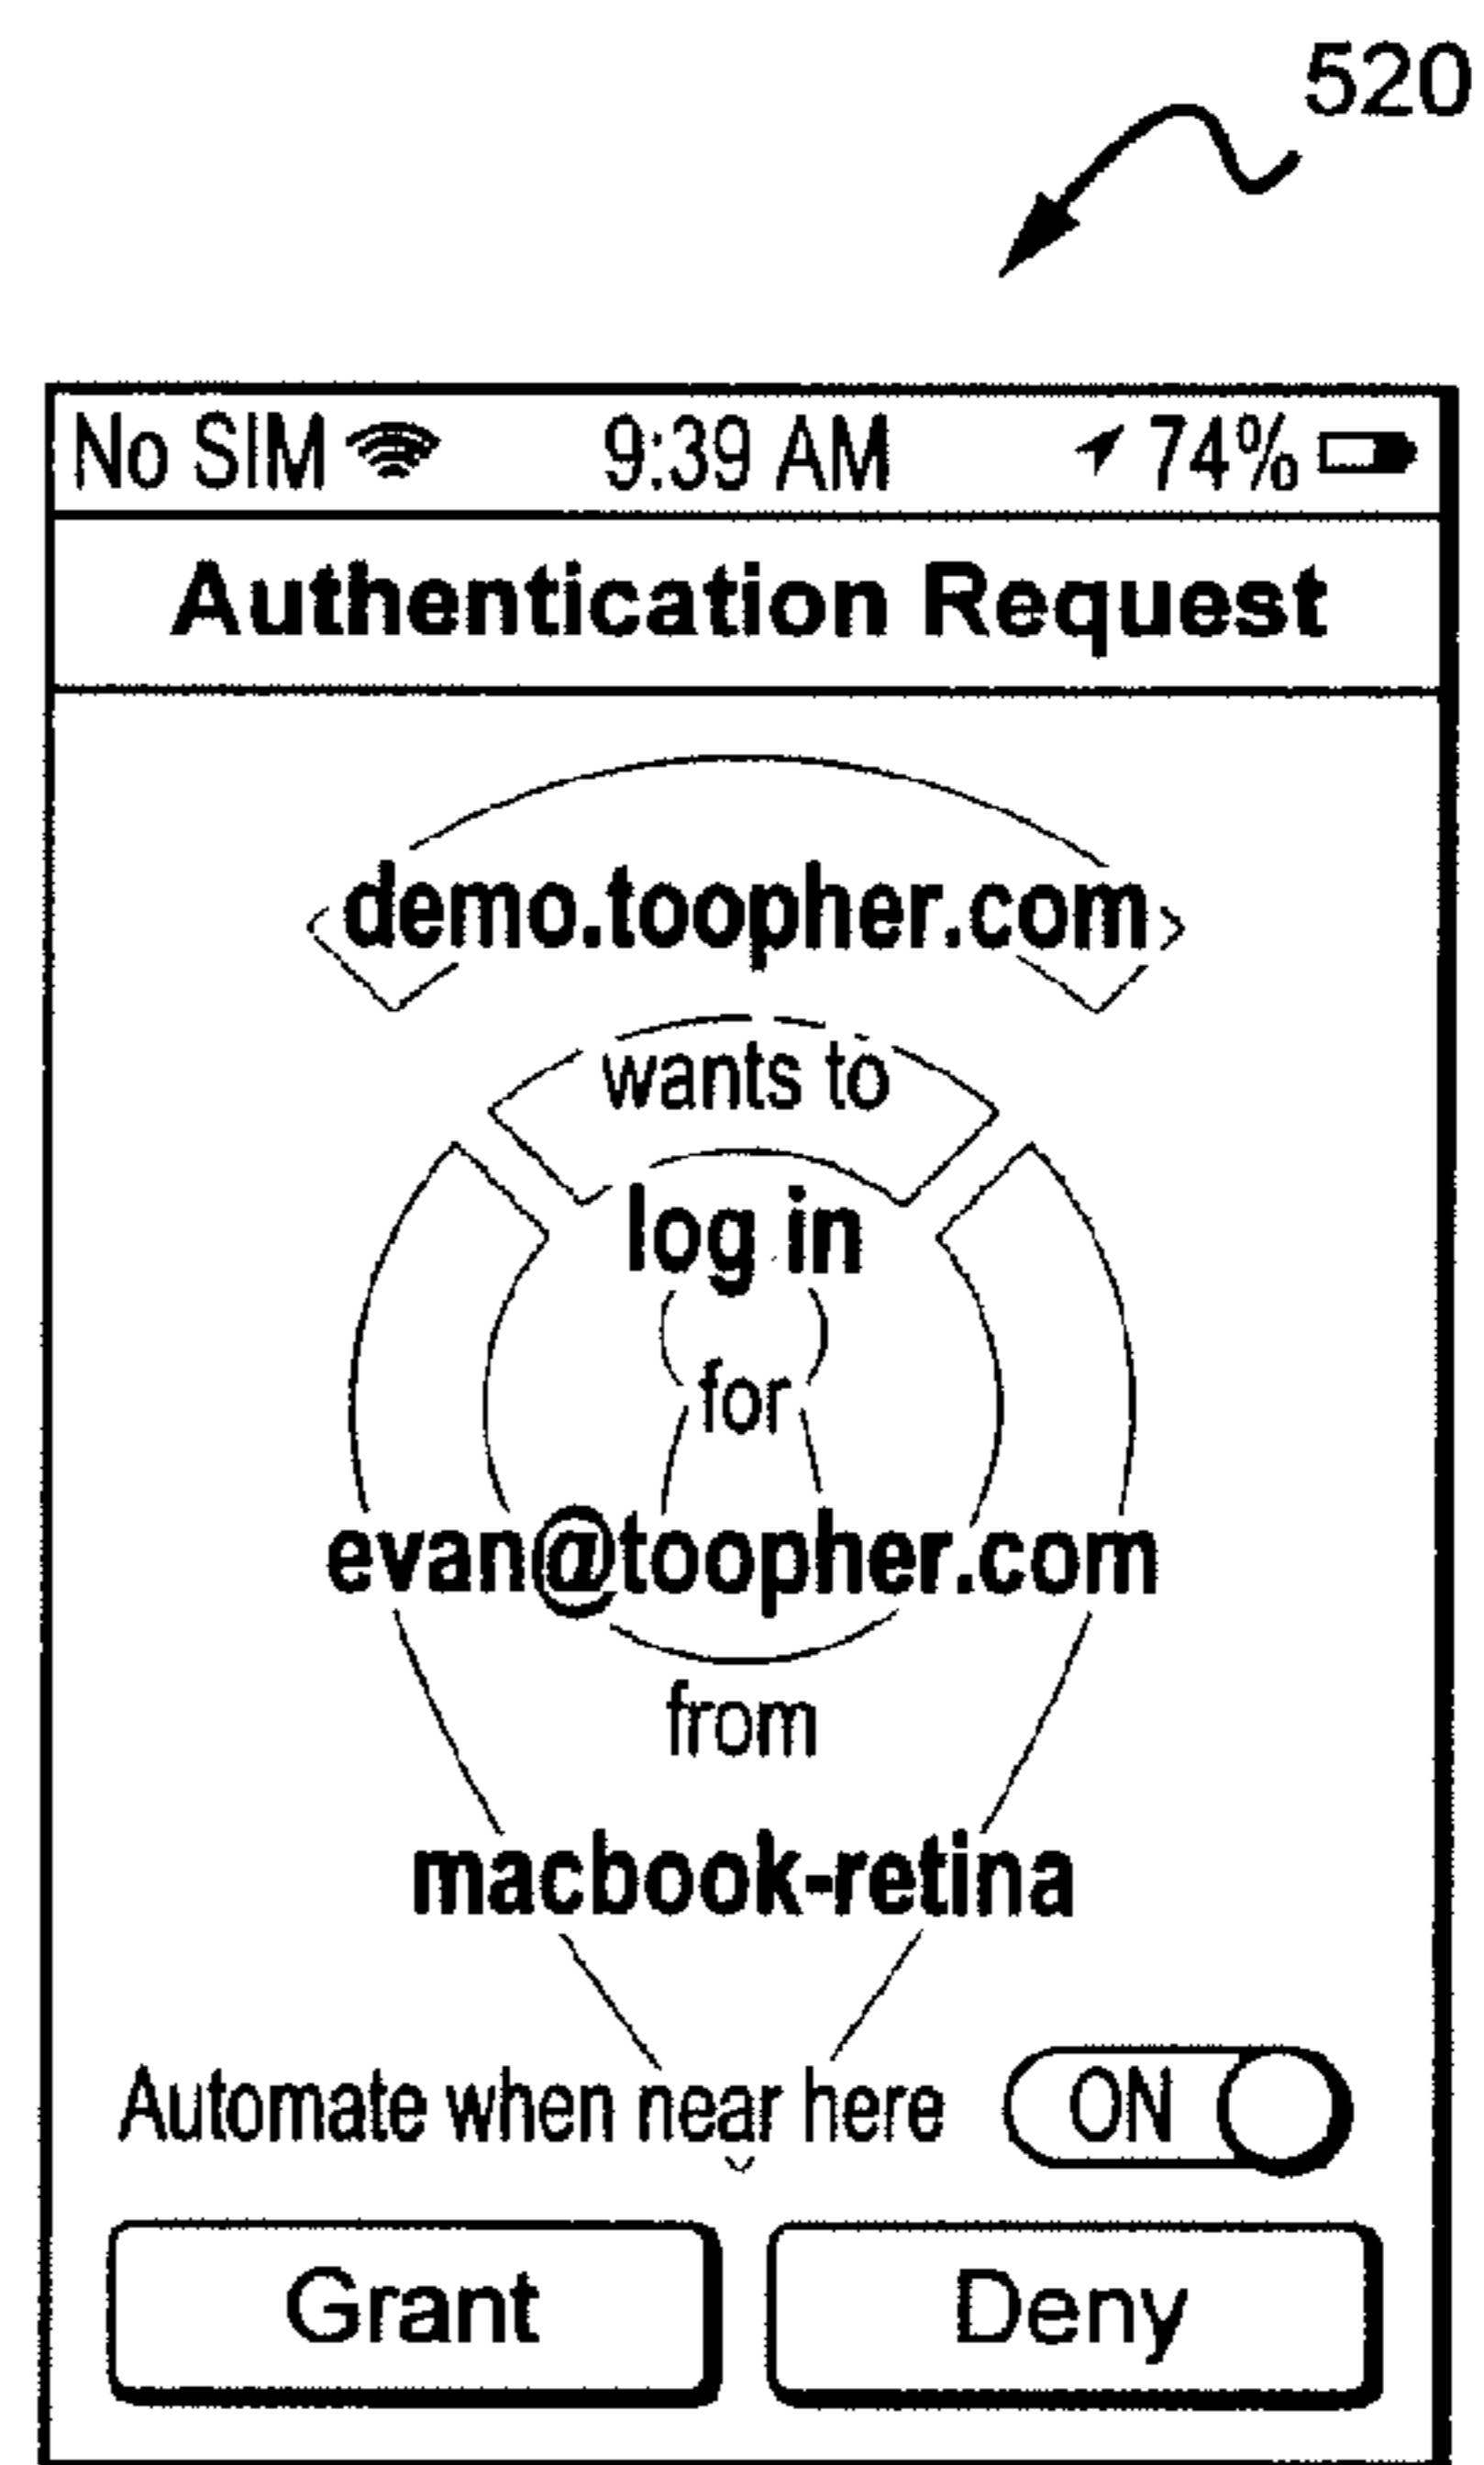 520
No SIM 9:39 AM 74%
Authentication Request
demo.toopher.com
wants to
log in
for
evan@toopher.com
from
macbook-retina
Automate when near here ON
Grant Deny